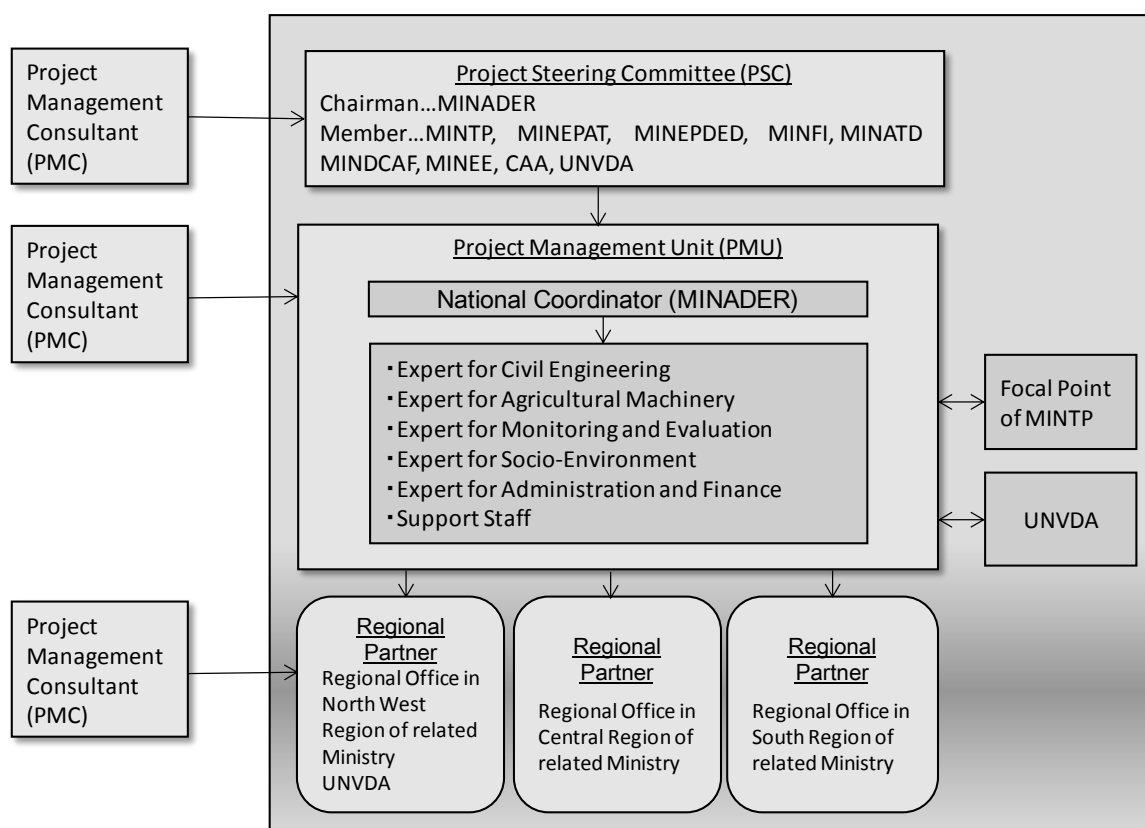 Project
Management
Consultant
(PMC)
Project Steering Committee (PSC)
Chairman…MINADER
Member…MINTP, MINEPAT, MINEPDED, MINFI, MINATD
MINDCAF, MINEE, CAA, UNVDA
Project
Management
Consultant
(PMC)
Project Management Unit (PMU)
National Coordinator (MINADER)
・Expert for Civil Engineering
・Expert for Agricultural Machinery
・Expert for Monitoring and Evaluation
・Expert for Socio-Environment
・Expert for Administration and Finance
・Support Staff
Focal Point
of MINTP
UNVDA
Project
Management
Consultant
(PMC)
Regional
Partner
Regional Office in
North West
Region of related
Ministry
UNVDA
Regional
Partner
Regional Office in
Central Region of
related Ministry
Regional
Partner
Regional Office in
South Region of
related Ministry